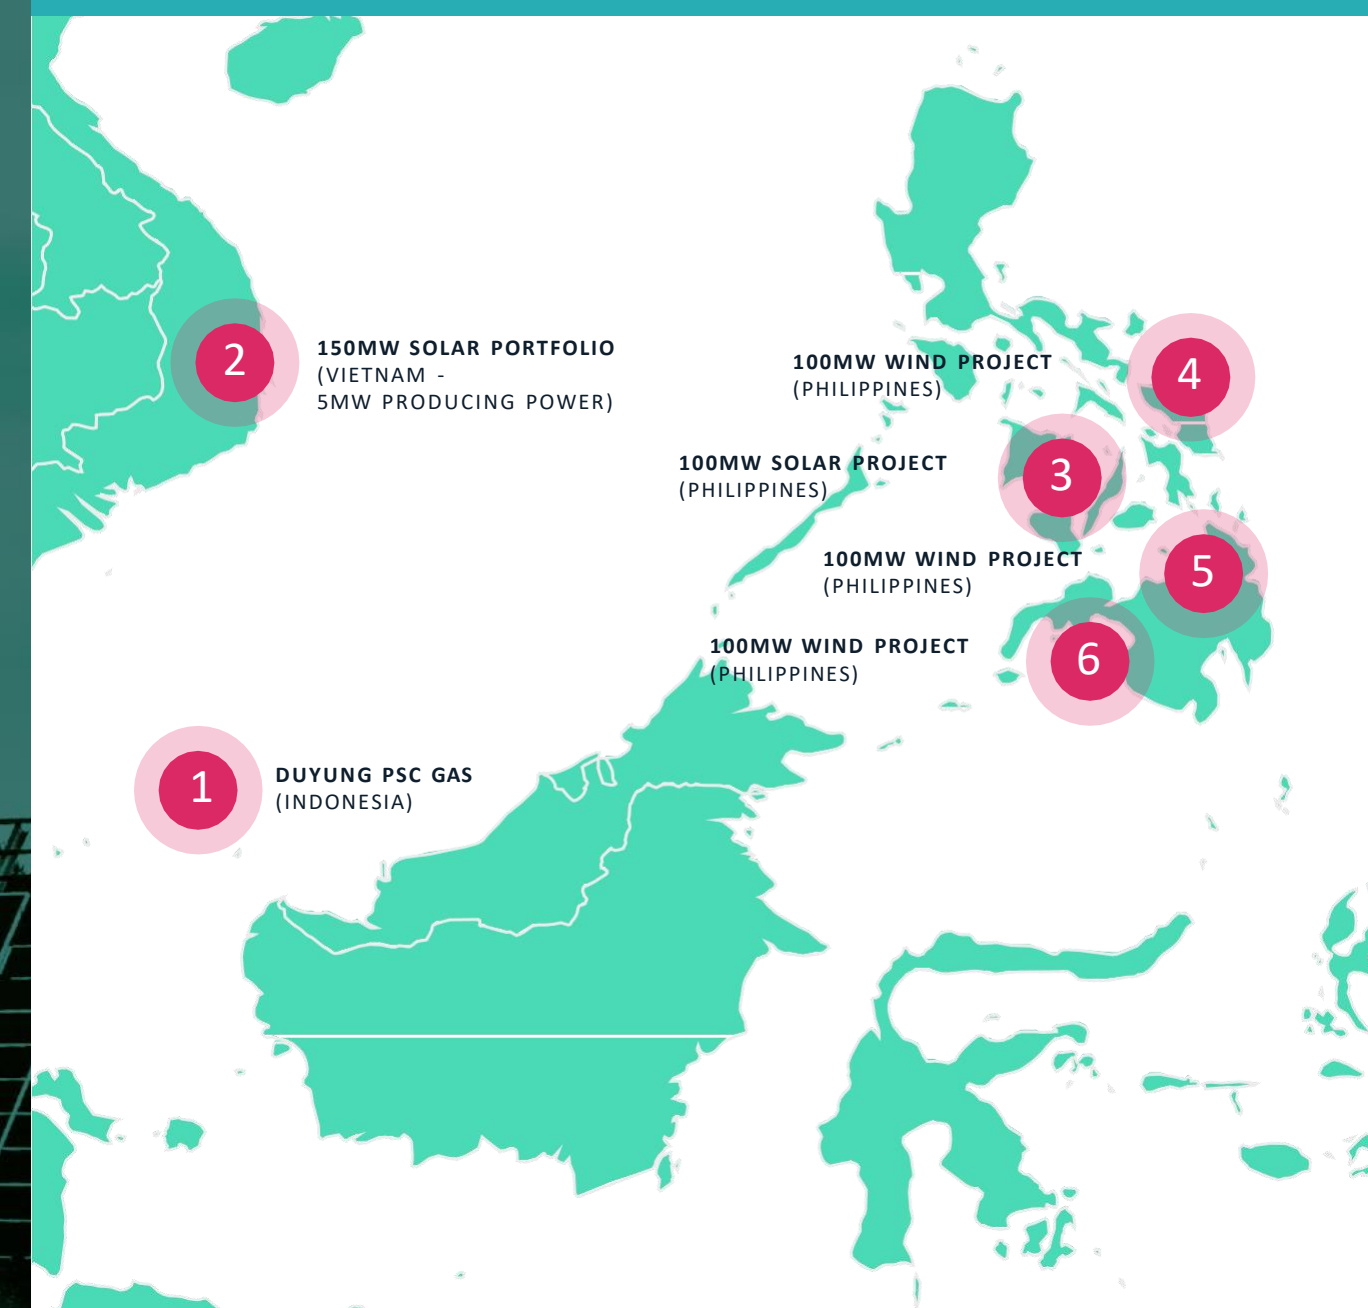 2
150MW SOLAR PORTFOLIO
(VIETNAM -
5MW PRODUCING POWER)
100MW WIND PROJECT
(PHILIPPINES)
4
100MW SOLAR PROJECT
(PHILIPPINES)
3
100MW WIND PROJECT
(PHILIPPINES)
5
100MW WIND PROJECT
(PHILIPPINES)
6
1
DUYUNG PSC GAS
(INDONESIA)